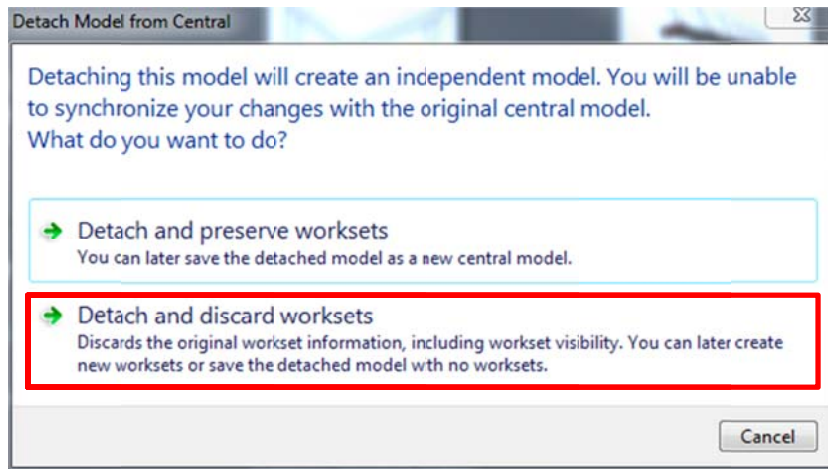 Detach Model from Central
Detaching this model will create an independent model. You will be unable
to synchronize your changes with the original central model.
What do you want to do?
Detach and preserve worksets
You can later save the detached model as a new central model.
Detach and discard worksets
Discards the original workset information, including workset visibility. You can later create
new worksets or save the detached model wth no worksets.
Cancel